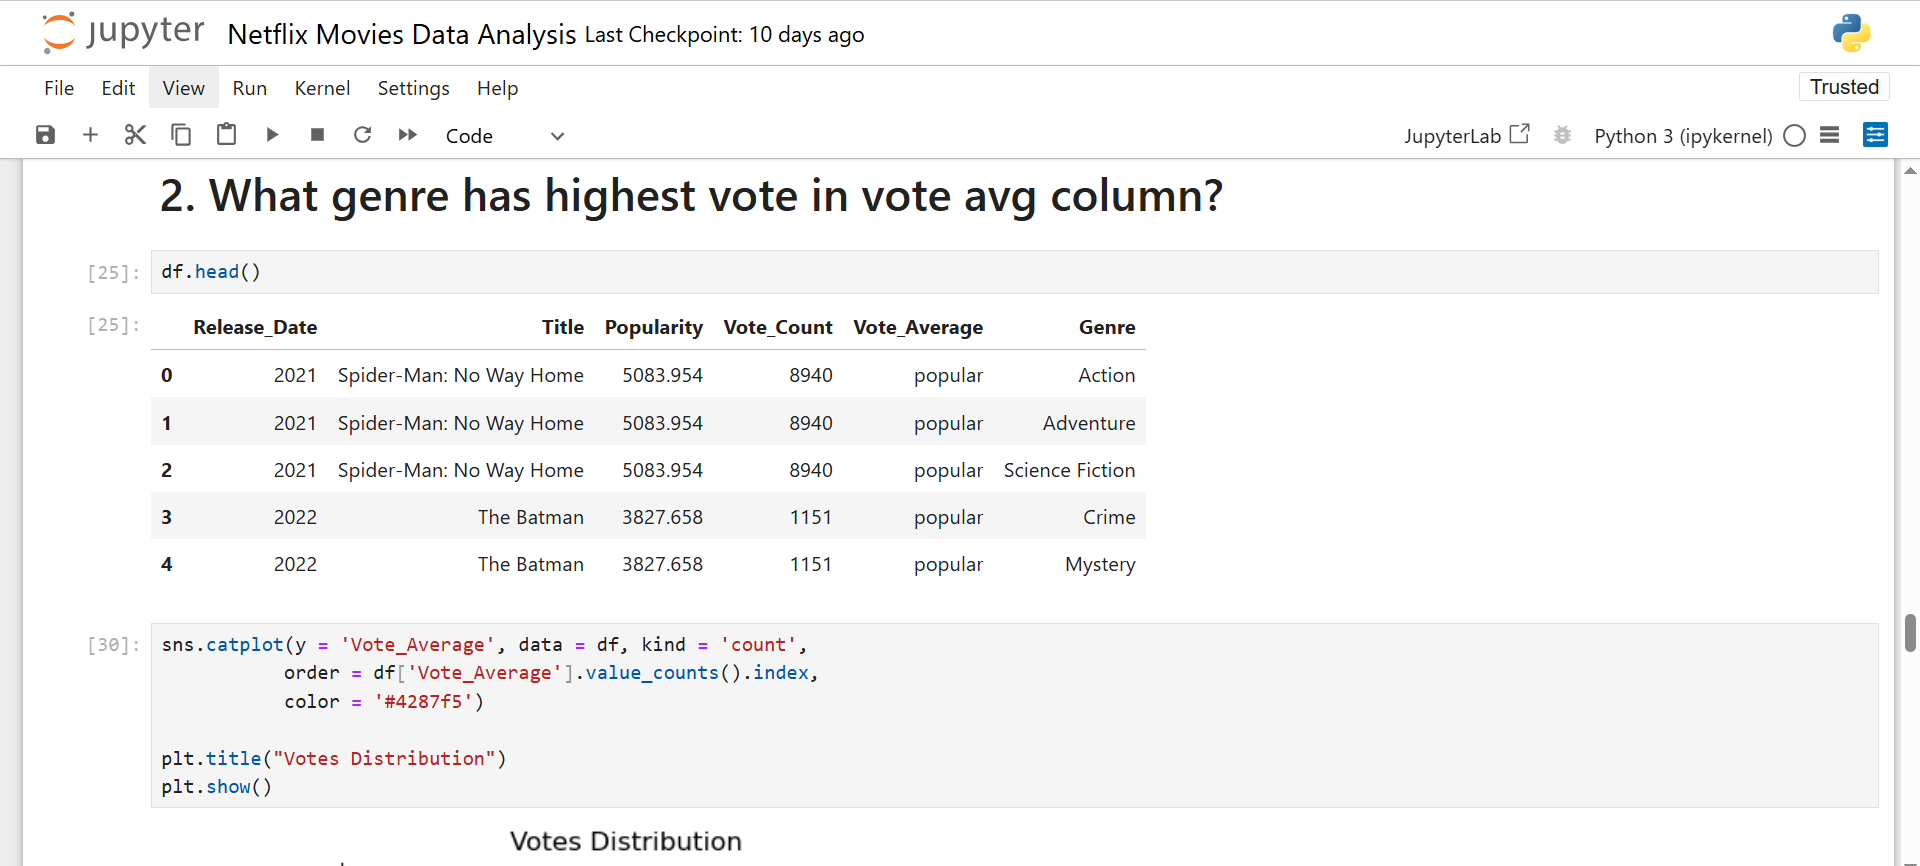 jupyter Netflix Movies Data Analysis Last Checkpoint: 10 days ago
File Edit View Run Kernel Settings Help Trusted
Code JupyterLab Python 3 (ipykernel)
2. What genre has highest vote in vote avg column?
[25]: df.head()
[25]: Release_Date Title Popularity Vote_Count Vote_Average Genre
0 2021 Spider-Man: No Way Home 5083.954 8940 popular Action
1 2021 Spider-Man: No Way Home 5083.954 8940 popular Adventure
2 2021 Spider-Man: No Way Home 5083.954 8940 popular Science Fiction
3 2022 The Batman 3827.658 1151 popular Crime
4 2022 The Batman 3827.658 1151 popular Mystery
[30]: sns.catplot(y = 'Vote_Average', data = df, kind = 'count',
order = df['Vote_Average'].value_counts().index,
color = '#4287f5')
plt.title("Votes Distribution")
plt.show()
Votes Distribution